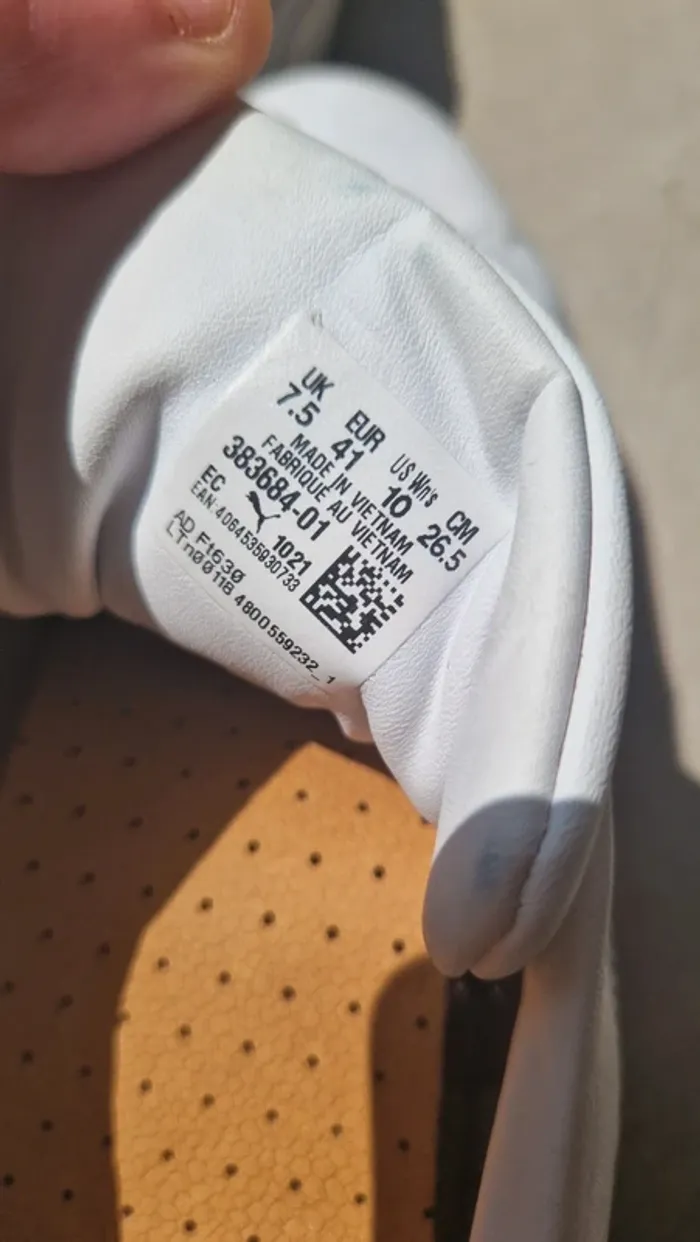 UK EUR US Wn's CM
7.5 41 10 26.5
MADE IN VIETNAM
FABRIQUE AU VIETNAM
383684-01
EC 1021
EAN:4064535930733
AD F1630
LTn00118 4800559232_1